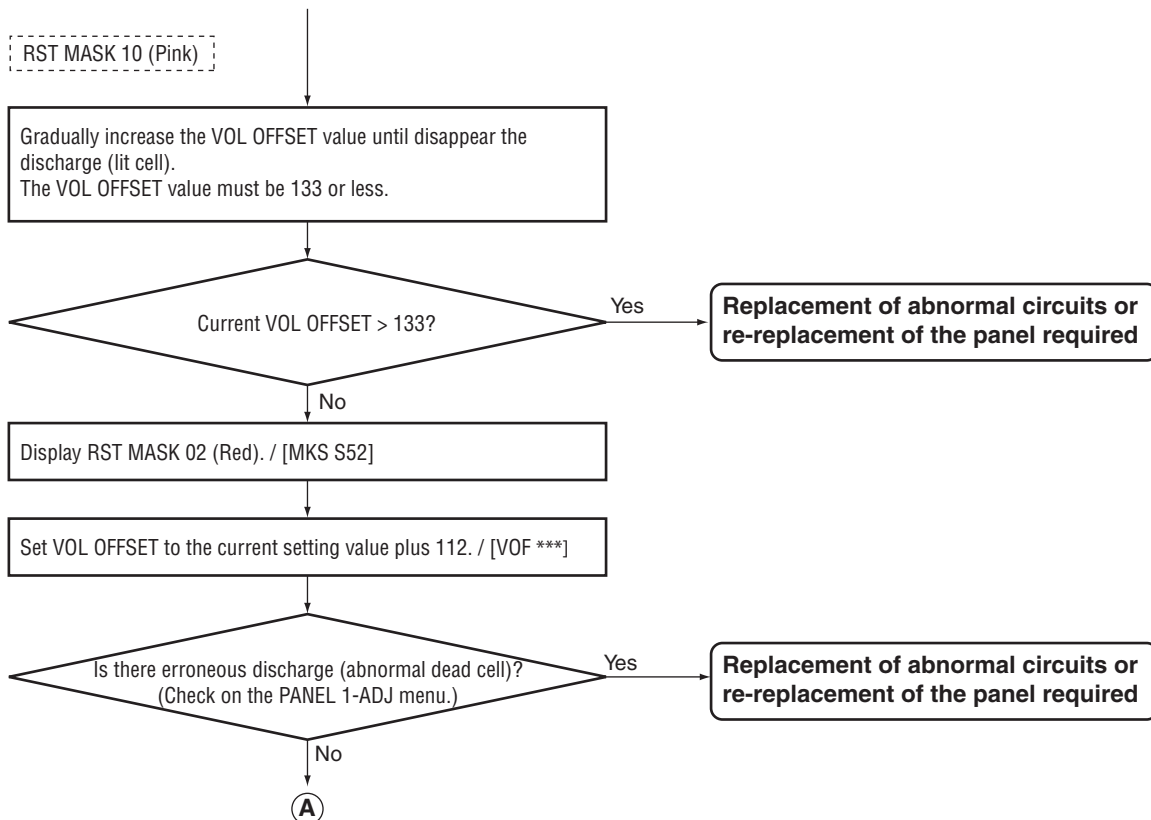 RST MASK 10 (Pink)
Gradually increase the VOL OFFSET value until disappear the
discharge (lit cell).
The VOL OFFSET value must be 133 or less.
Current VOL OFFSET > 133?
Yes
Replacement of abnormal circuits or
re-replacement of the panel required
No
Display RST MASK 02 (Red). / [MKS S52]
Set VOL OFFSET to the current setting value plus 112. / [VOF ***]
Is there erroneous discharge (abnormal dead cell)?
(Check on the PANEL 1-ADJ menu.)
Yes
Replacement of abnormal circuits or
re-replacement of the panel required
No
A